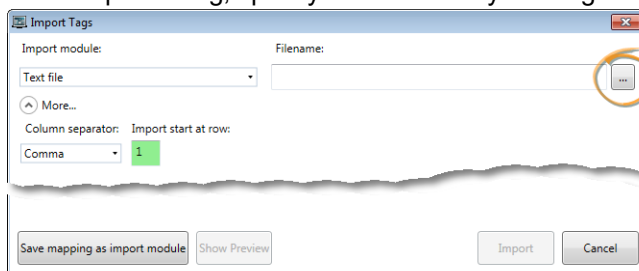 Import Tags
Import module: Filename:
Text file ...
More...
Column separator: Import start at row:
Comma 1
Save mapping as import module Show Preview Import Cancel